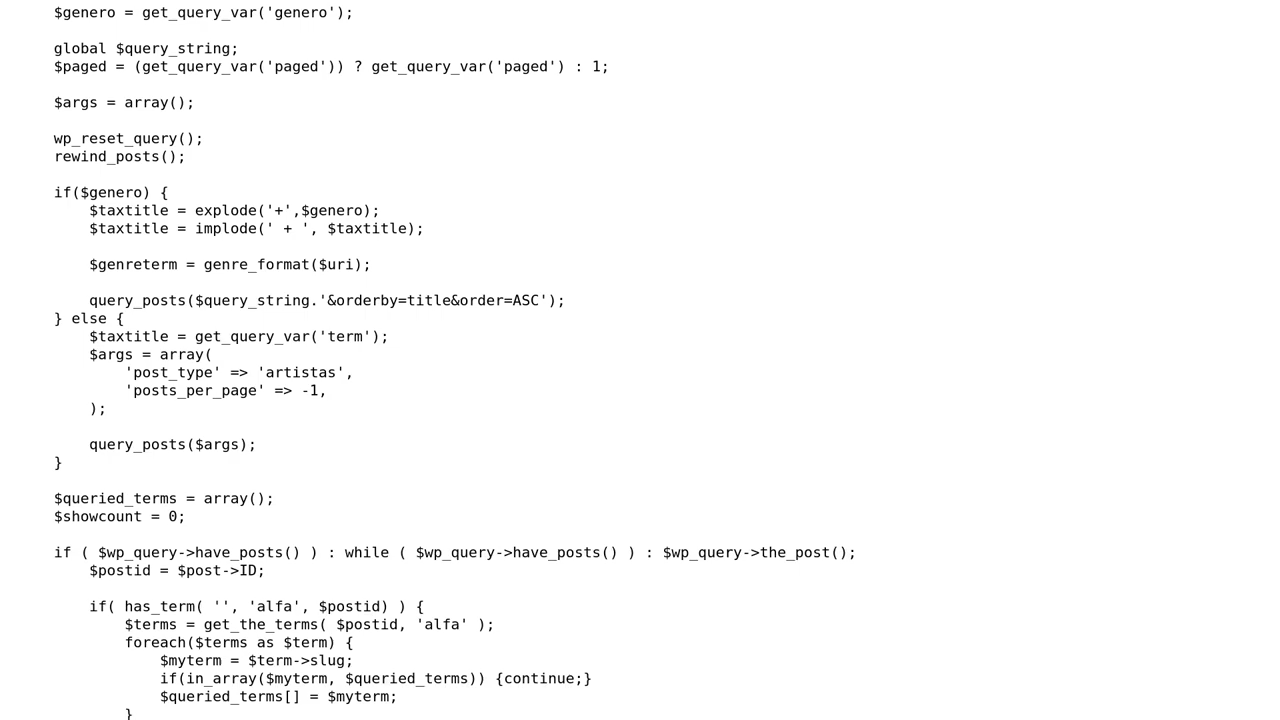 $genero = get_query_var('genero');
global $query_string;
$paged = (get_query_var('paged')) ? get_query_var('paged') : 1;
$args = array();
wp_reset_query();
rewind_posts();
if($genero) {
    $taxtitle = explode('+',$genero);
    $taxtitle = implode(' + ', $taxtitle);
    $genreterm = genre_format($uri);
    query_posts($query_string.'&orderby=title&order=ASC');
} else {
    $taxtitle = get_query_var('term');
    $args = array(
        'post_type' => 'artistas',
        'posts_per_page' => -1,
    );
    query_posts($args);
}
$queried_terms = array();
$showcount = 0;
if ( $wp_query->have_posts() ) : while ( $wp_query->have_posts() ) : $wp_query->the_post();
    $postid = $post->ID;
    if( has_term( '', 'alfa', $postid) ) {
        $terms = get_the_terms( $postid, 'alfa' );
        foreach($terms as $term) {
            $myterm = $term->slug;
            if(in_array($myterm, $queried_terms)) {continue;}
            $queried_terms[] = $myterm;
        }